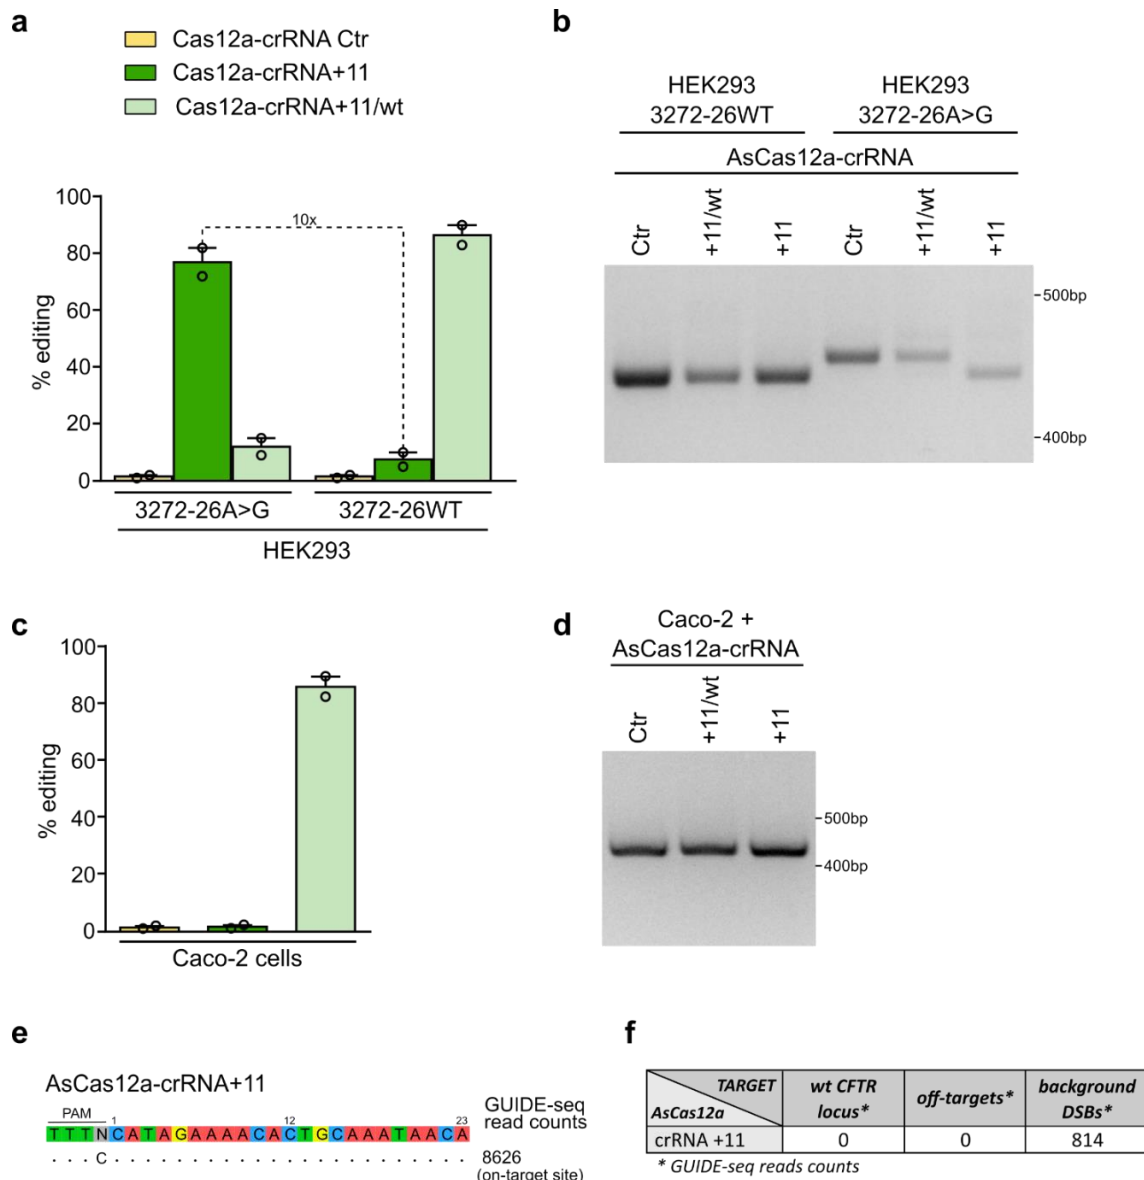 a
Cas12a-crRNA Ctr
Cas12a-crRNA+11
Cas12a-crRNA+11/wt
% editing
100
80
60
40
20
0
10x
3272-26A>G
3272-26WT
HEK293
b
HEK293 3272-26WT
HEK293 3272-26A>G
AsCas12a-crRNA
Ctr
+11/wt
+11
Ctr
+11/wt
+11
500bp
400bp
c
% editing
100
80
60
40
20
0
Caco-2 cells
d
Caco-2 +
AsCas12a-crRNA
Ctr
+11/wt
+11
500bp
400bp
e
AsCas12a-crRNA+11
PAM
1 12 23
GUIDE-seq
read counts
TTTNCATAGAAAACACTGCAAATAACA
. . . C . . . . . . . . . . . . . . . . . . . . . . .
8626
(on-target site)
f
TARGET
AsCas12a
wt CFTR locus*
off-targets*
background DSBs*
crRNA +11 0 0 814
* GUIDE-seq reads counts